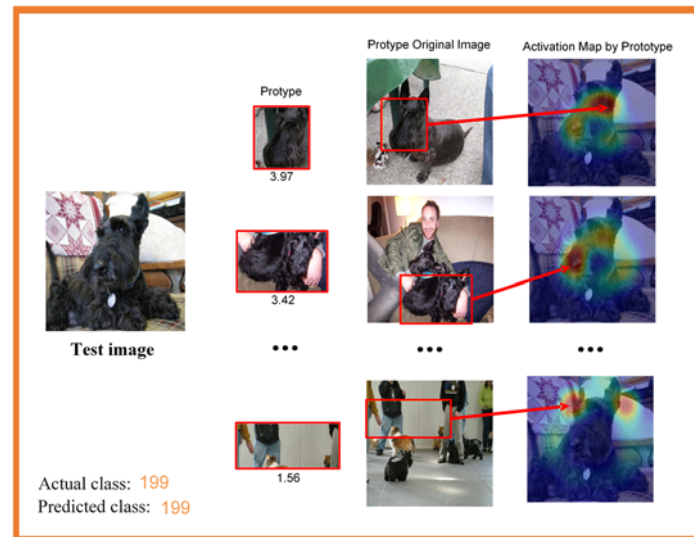 Protype Original Image
Activation Map by Prototype
Protype
3.97
3.42
Test image
...
...
...
1.56
Actual class: 199
Predicted class: 199